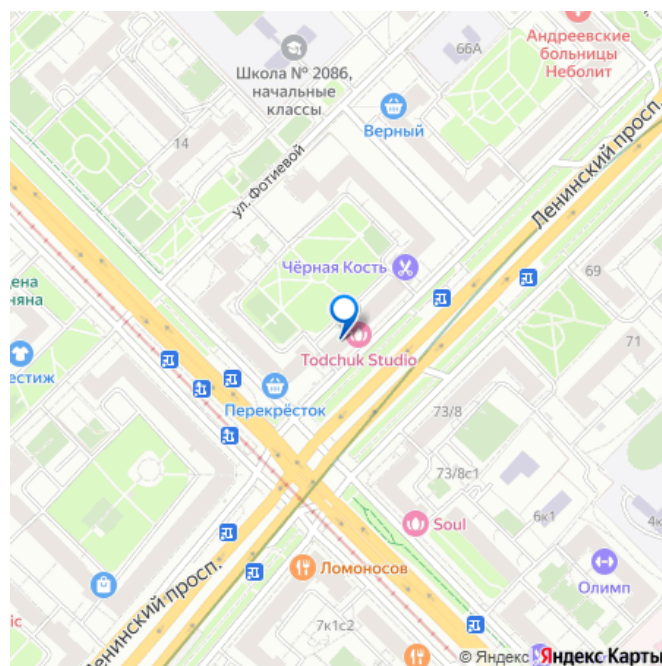 66А
Андреевские
больницы
Неболит
Школа № 2086,
начальные
классы
Верный
14
ул. Фотиевой
Ленинский просп.
Чёрная Кость
69
71
Todchuk Studio
Перекрёсток
73/8
73/8с1
6к1
Soul
Олимп
Ломоносов
Ленинский просп.
7к1с2
© Яндекс
Яндекс Карты